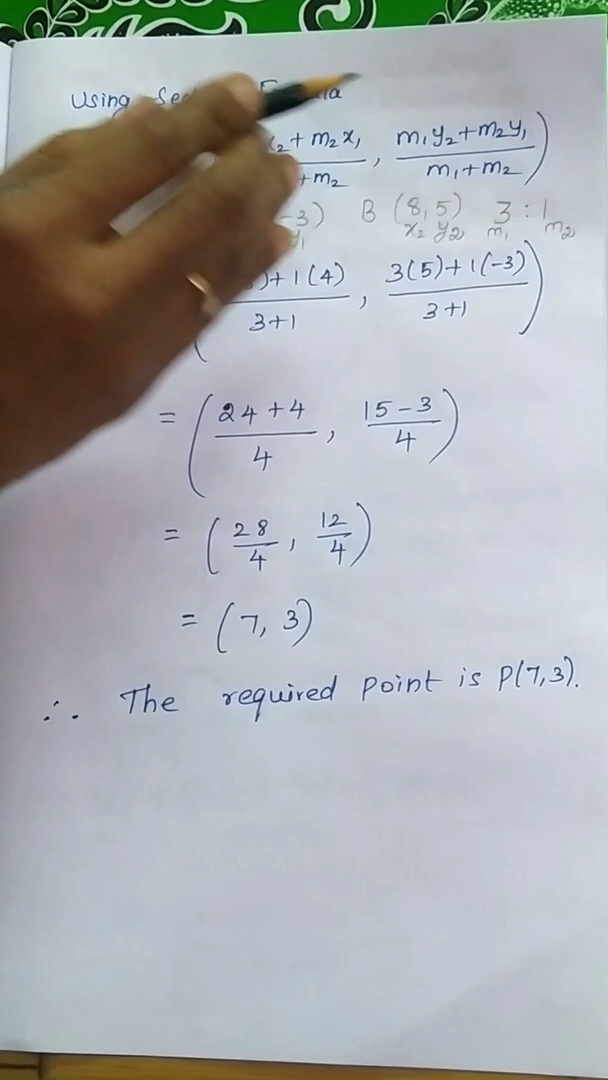 Using
x₂ + m₂x₁ / + m₂ , m₁y₂ + m₂y₁ / m₁ + m₂ )
-3) B (8,5) 3 : 1
y₁ x₂ y₂ m₁ m₂
) + 1(4) / 3+1 , 3(5) + 1(-3) / 3+1 )
= ( 24 + 4 / 4 , 15 - 3 / 4 )
= ( 28 / 4 , 12 / 4 )
= (7, 3)
∴ The required point is P(7,3).